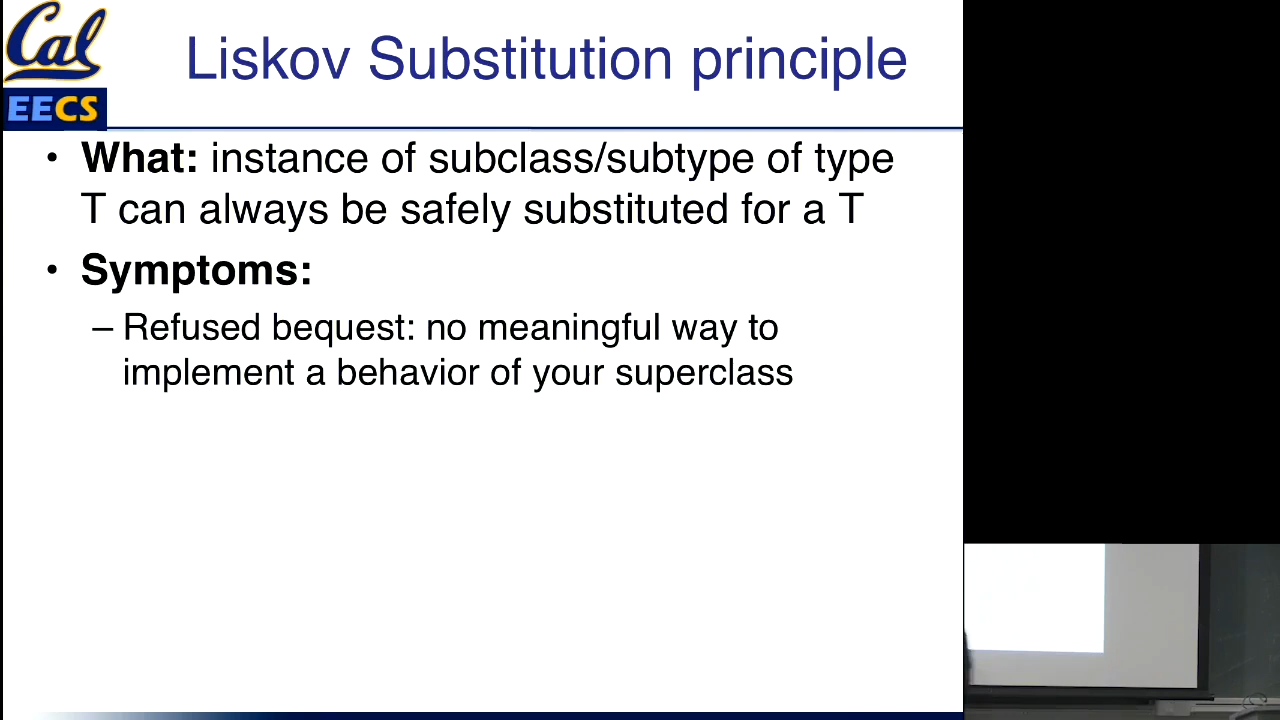 Cal
EECS
Liskov Substitution principle
• What: instance of subclass/subtype of type
T can always be safely substituted for a T
• Symptoms:
– Refused bequest: no meaningful way to
implement a behavior of your superclass